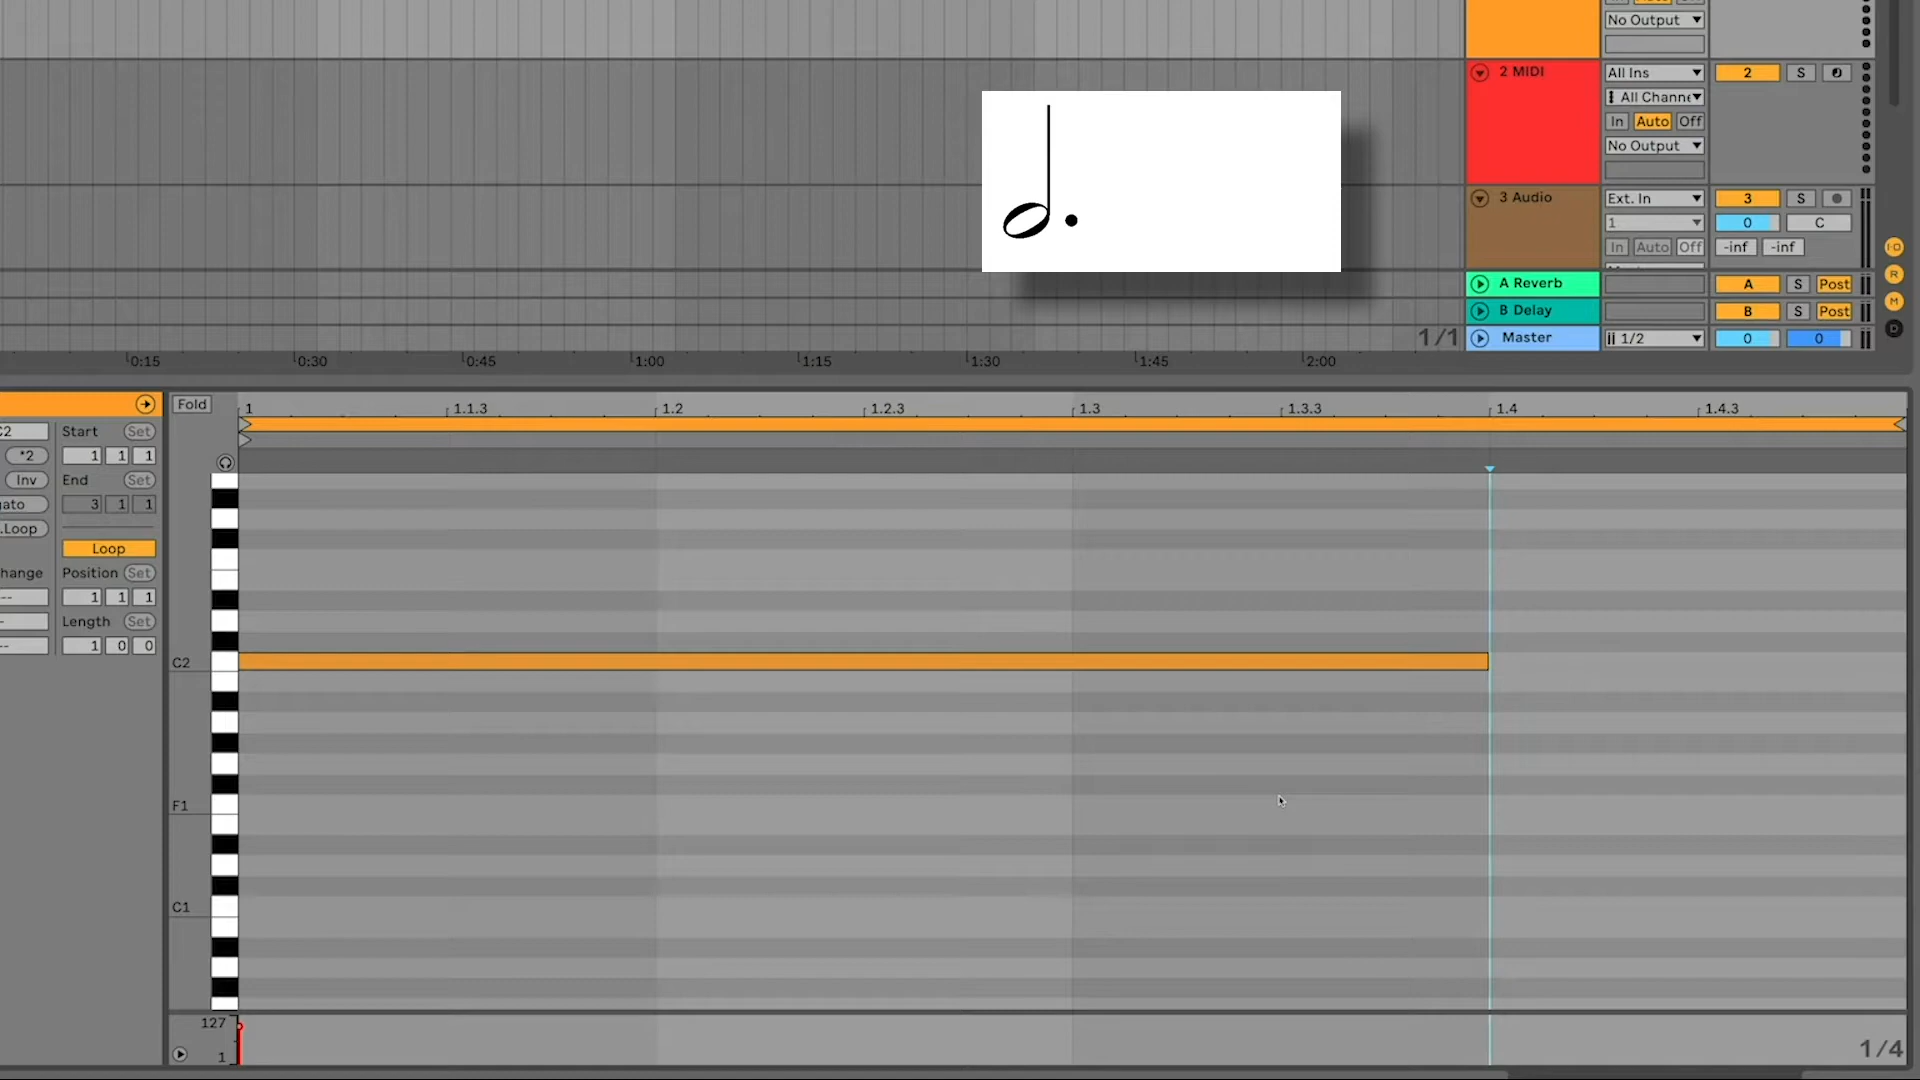 No Output
2 MIDI All Ins 2 S
All Channe
In Auto Off
No Output
3 Audio Ext. In 3 S
1 0 C
In Auto Off -inf -inf
A Reverb A S Post
B Delay B S Post
1/1 Master 1/2 0 0
R
M
D
0:15 0:30 0:45 1:00 1:15 1:30 1:45 2:00
Fold 1 1.1.3 1.2 1.2.3 1.3 1.3.3 1.4 1.4.3
C2 Start Set
*2 1 1 1
Inv End Set
ato 3 1 1
.Loop
Loop
hange Position Set
-- 1 1 1
- Length Set
-- 1 0 0
C2
F1
C1
127
1
1/4